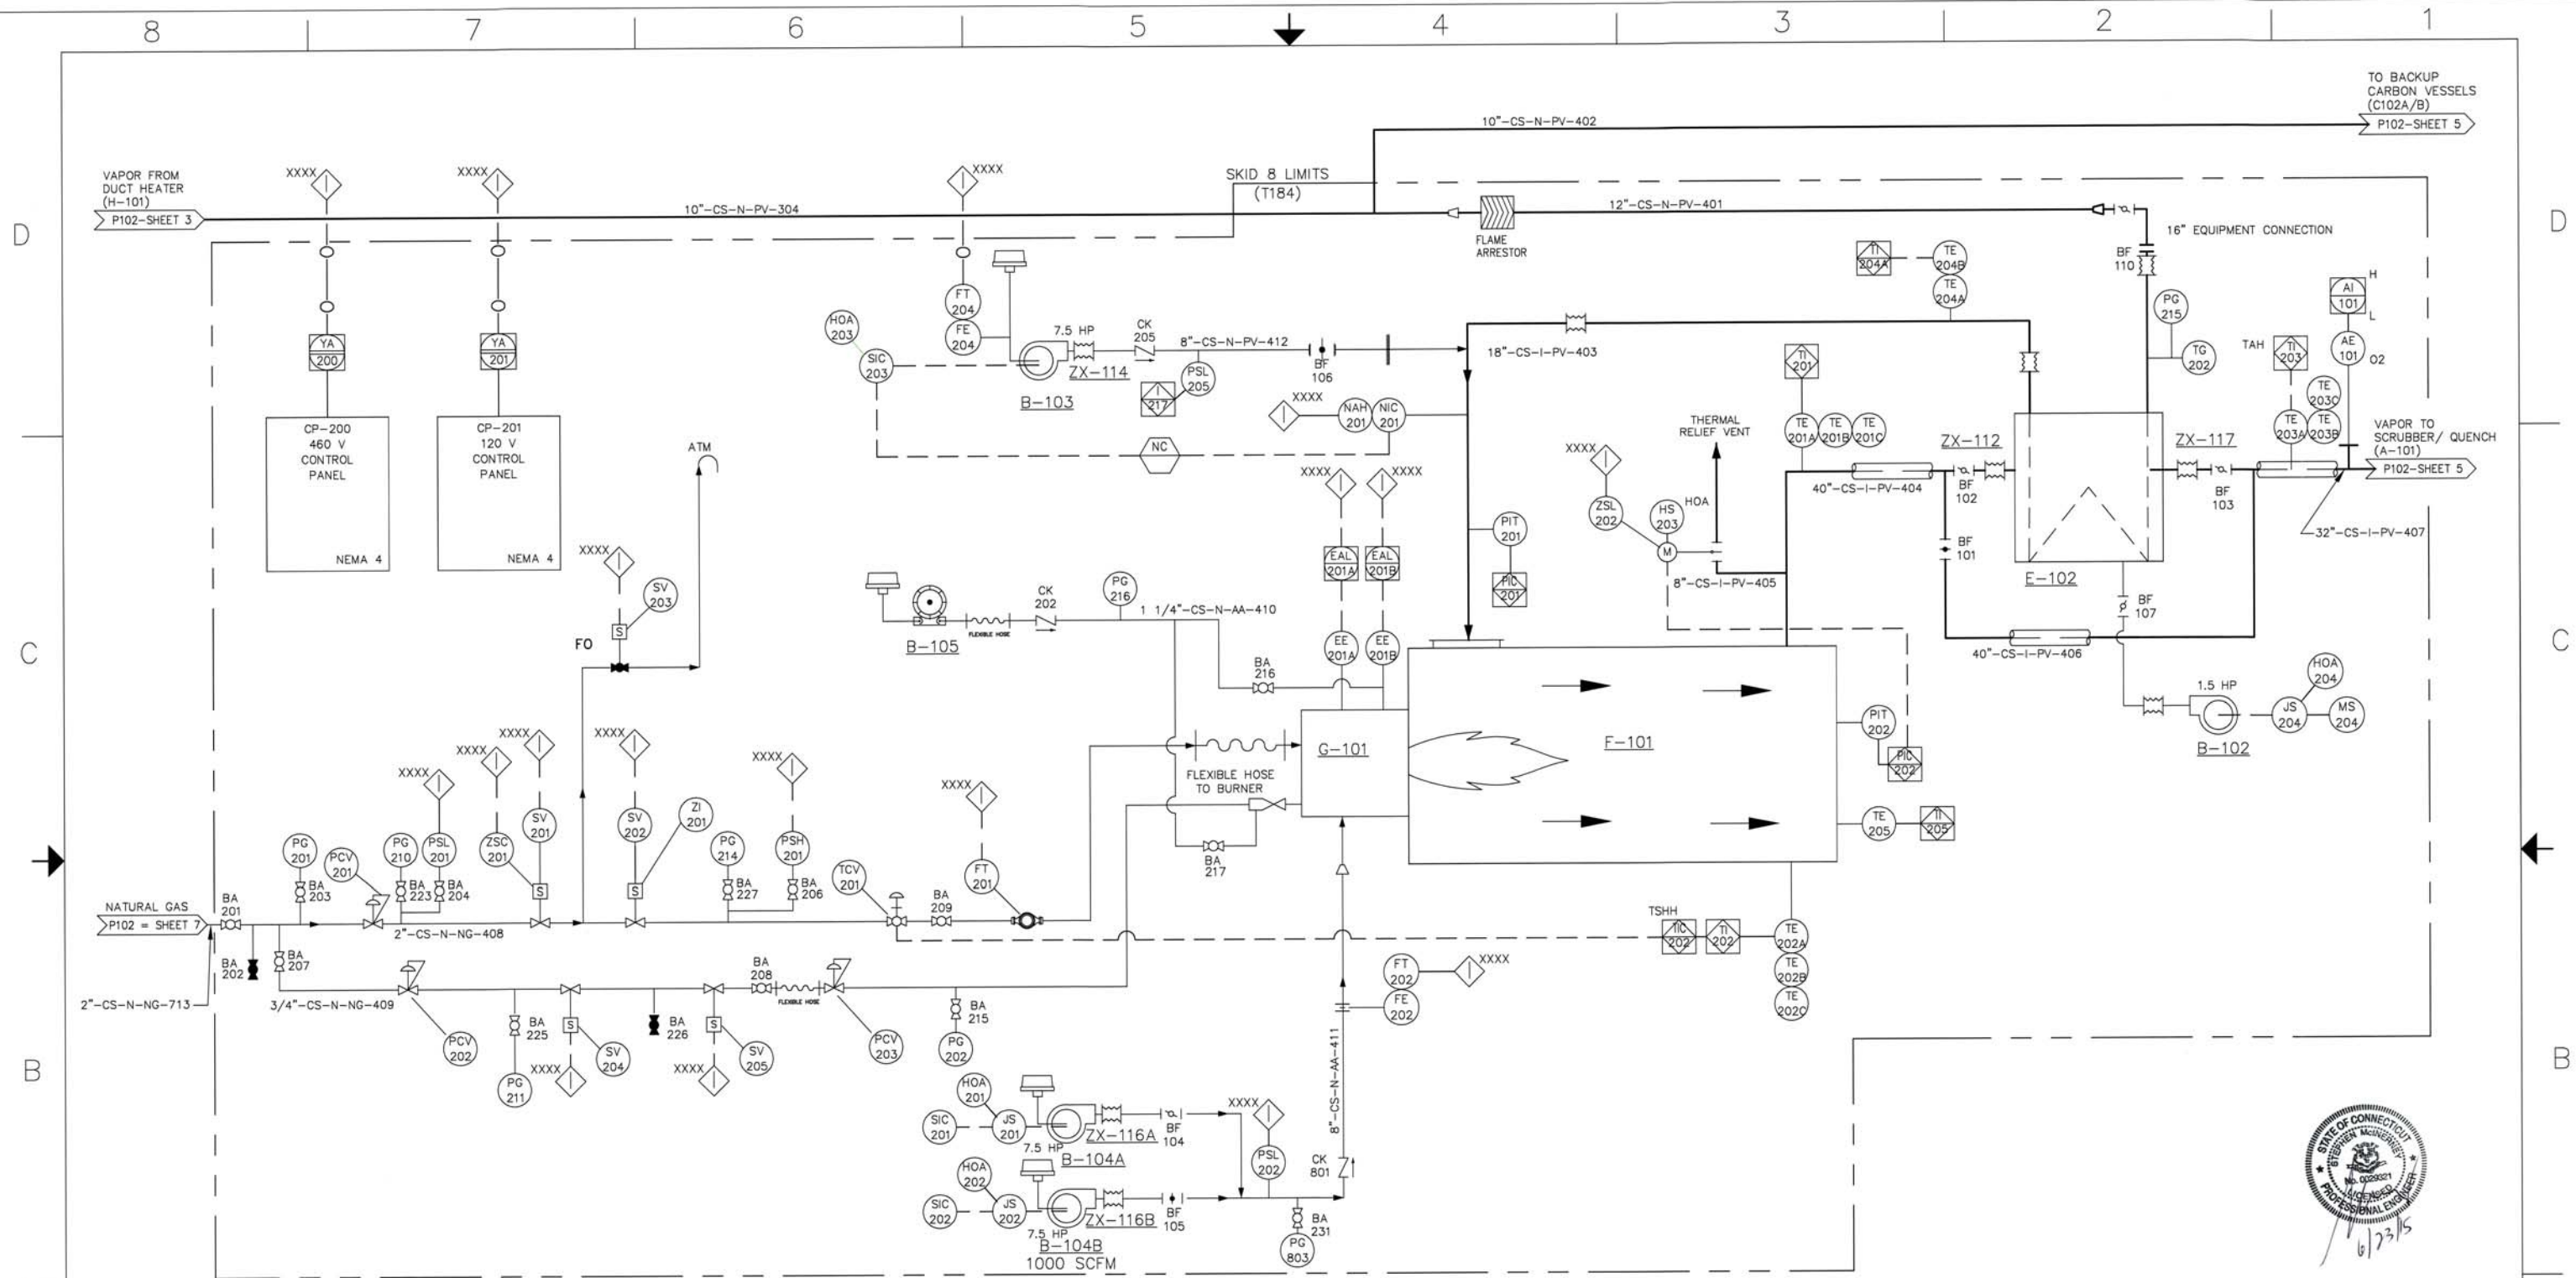 8
7
6
5
4
3
2
1
D
D
C
C
B
B
TO BACKUP
CARBON VESSELS
(C102A/B)
P102-SHEET 5
10"-CS-N-PV-402
VAPOR FROM
DUCT HEATER
(H-101)
P102-SHEET 3
XXXX
XXXX
XXXX
10"-CS-N-PV-304
SKID 8 LIMITS
(T184)
FLAME
ARRESTOR
12"-CS-N-PV-401
16" EQUIPMENT CONNECTION
BF
110
YA
200
YA
201
CP-200
460 V
CONTROL
PANEL
NEMA 4
CP-201
120 V
CONTROL
PANEL
NEMA 4
FT
204
FE
204
HOA
203
SIC
203
7.5 HP
ZX-114
B-103
CK
205
8"-CS-N-PV-412
I
217
PSL
205
BF
106
18"-CS-I-PV-403
TI
204A
TE
204B
TE
204A
PG
215
TG
202
AI
101
H
L
AE
101
O2
TAH
TI
203
TE
203C
TE
203A
TE
203B
VAPOR TO
SCRUBBER/ QUENCH
(A-101)
P102-SHEET 5
32"-CS-I-PV-407
XXXX
NAH
201
NIC
201
NC
TI
201
TE
201A
TE
201B
TE
201C
THERMAL
RELIEF VENT
XXXX
ZSL
202
HS
203
HOA
M
8"-CS-I-PV-405
40"-CS-I-PV-404
ZX-112
BF
102
BF
101
ZX-117
BF
103
E-102
BF
107
40"-CS-I-PV-406
1.5 HP
B-102
HOA
204
JS
204
MS
204
ATM
XXXX
SV
203
S
FO
B-105
FLEXIBLE HOSE
CK
202
PG
216
1 1/4"-CS-N-AA-410
BA
216
XXXX
XXXX
EAL
201A
EAL
201B
EE
201A
EE
201B
PIT
201
PIC
201
G-101
F-101
FLEXIBLE HOSE
TO BURNER
BA
217
PIT
202
PIC
202
TE
205
TI
205
NATURAL GAS
P102 = SHEET 7
2"-CS-N-NG-713
BA
201
BA
202
BA
207
PG
201
BA
203
PCV
201
PG
210
BA
223
XXXX
PSL
201
BA
204
2"-CS-N-NG-408
XXXX
ZSC
201
XXXX
SV
201
S
XXXX
SV
202
S
ZI
201
PG
214
BA
227
XXXX
PSH
201
BA
206
TCV
201
BA
209
XXXX
FT
201
TSHH
TIC
202
TI
202
TE
202A
TE
202B
TE
202C
3/4"-CS-N-NG-409
PCV
202
BA
225
PG
211
S
SV
204
XXXX
BA
226
S
SV
205
XXXX
BA
208
FLEXIBLE HOSE
PCV
203
BA
215
PG
202
FT
202
XXXX
FE
202
8"-CS-N-AA-411
HOA
201
SIC
201
JS
201
7.5 HP
ZX-116A
B-104A
BF
104
HOA
202
SIC
202
JS
202
7.5 HP
ZX-116B
B-104B
1000 SCFM
BF
105
XXXX
PSL
202
CK
801
BA
231
PG
803
STATE OF CONNECTICUT
STEPHEN McINERNEY
No. 0029321
LICENSED
PROFESSIONAL ENGINEER
6/23/15